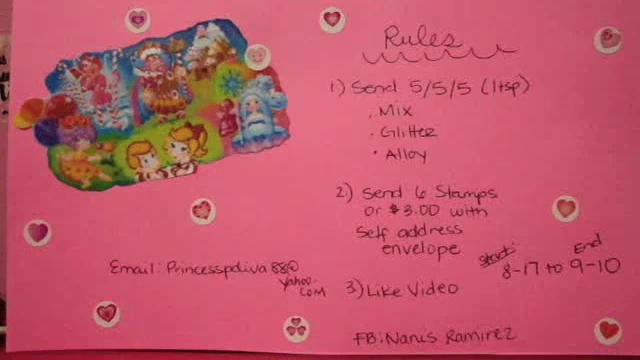 Rules
1) Send 5/5/5 (1tsp)
• Mix
• Glitter
• Alloy
2) Send 6 Stamps
or $3.00 with
Self address
envelope
Start: End
8-17 to 9-10
Email: Princesspdiva88@
Yahoo.
com
3) Like Video
FB: Narus Ramirez